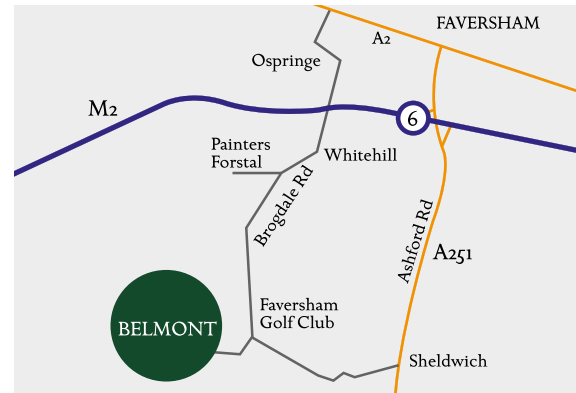 FAVERSHAM
A2
Ospringe
M2
6
Painters
Forstal
Whitehill
Brogdale Rd
Ashford Rd
A251
Faversham
Golf Club
BELMONT
Sheldwich